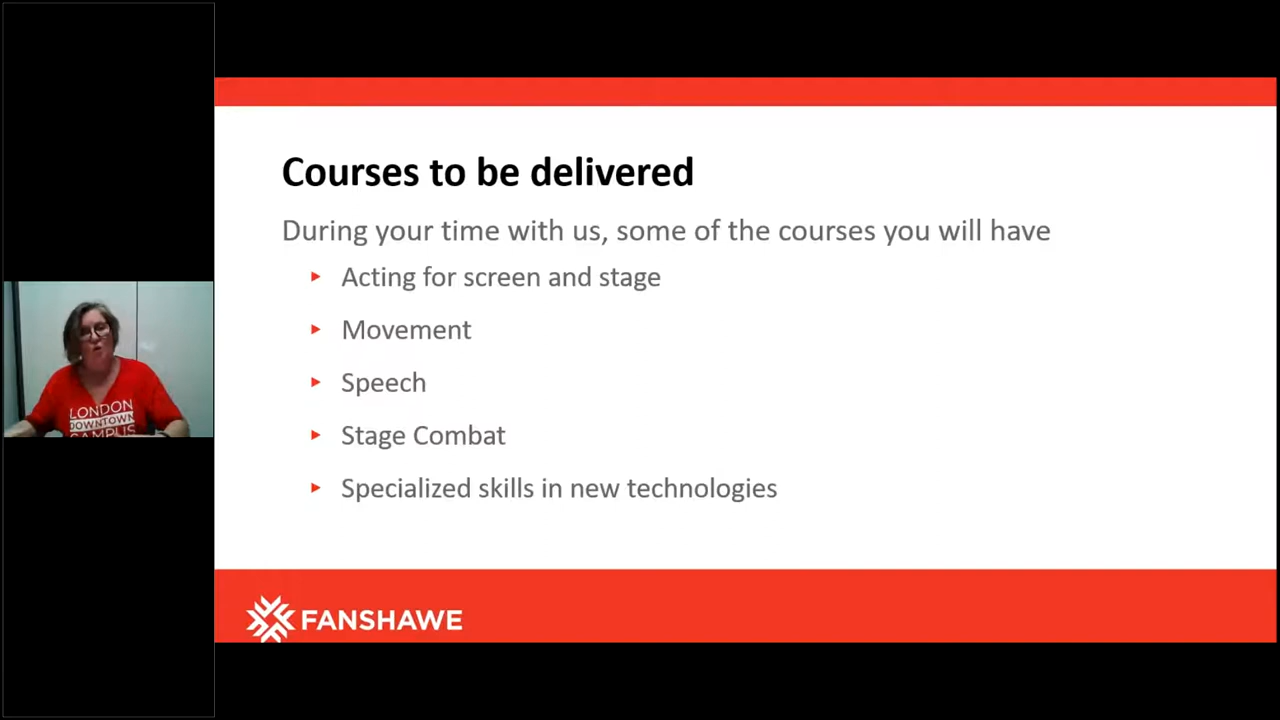 Courses to be delivered
During your time with us, some of the courses you will have
Acting for screen and stage
Movement
Speech
Stage Combat
Specialized skills in new technologies
LONDON
DOWNTOWN
CAMPUS
FANSHAWE